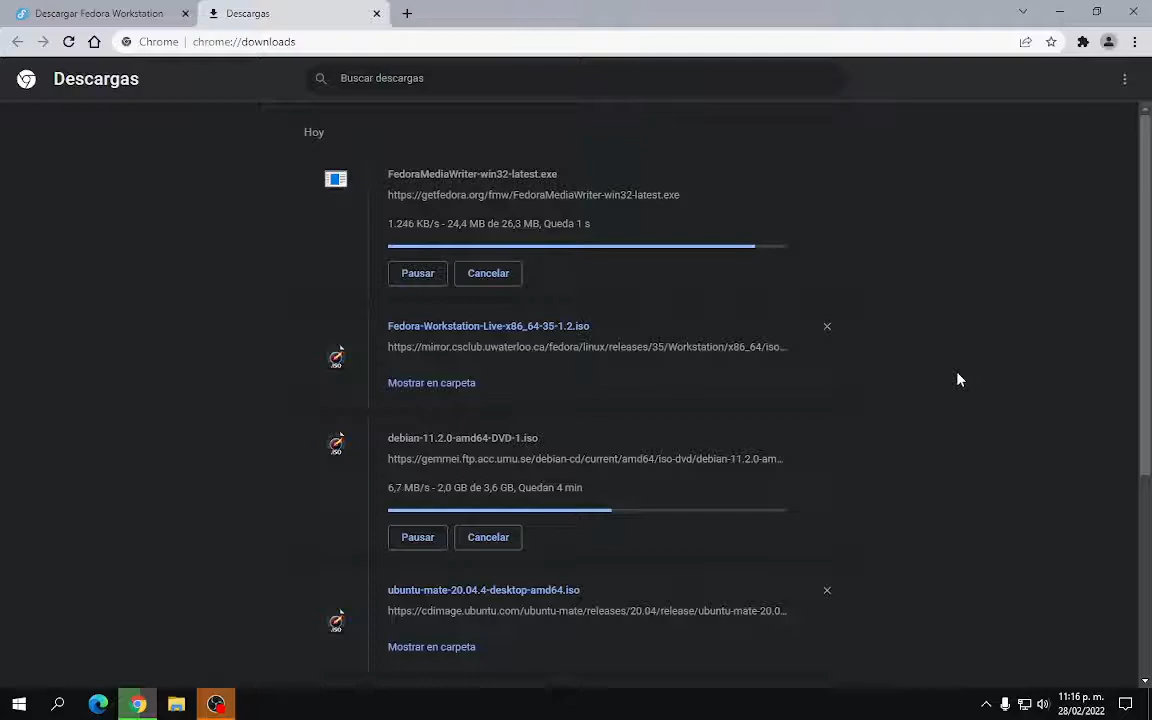 Descargar Fedora Workstation
Descargas
Chrome | chrome://downloads
Descargas
Buscar descargas
Hoy
FedoraMediaWriter-win32-latest.exe
https://getfedora.org/fmw/FedoraMediaWriter-win32-latest.exe
1.246 KB/s - 24,4 MB de 26,3 MB, Queda 1 s
Pausar
Cancelar
Fedora-Workstation-Live-x86_64-35-1.2.iso
https://mirror.csclub.uwaterloo.ca/fedora/linux/releases/35/Workstation/x86_64/iso...
Mostrar en carpeta
debian-11.2.0-amd64-DVD-1.iso
https://gemmei.ftp.acc.umu.se/debian-cd/current/amd64/iso-dvd/debian-11.2.0-am...
6,7 MB/s - 2,0 GB de 3,6 GB, Quedan 4 min
Pausar
Cancelar
ubuntu-mate-20.04.4-desktop-amd64.iso
https://cdimage.ubuntu.com/ubuntu-mate/releases/20.04/release/ubuntu-mate-20.0...
Mostrar en carpeta
.ISO
.ISO
.ISO
11:16 p. m.
28/02/2022